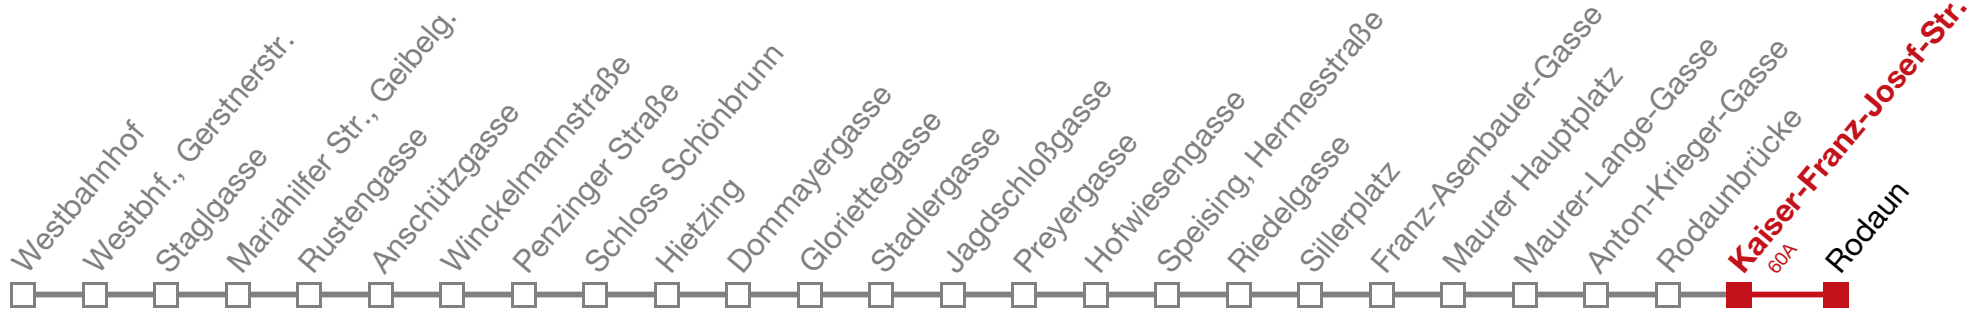 Westbahnhof
Westbhf., Gerstnerstr.
Staglgasse
Mariahilfer Str., Geibelg.
Rustengasse
Anschützgasse
Winckelmannstraße
Penzinger Straße
Schloss Schönbrunn
Hietzing
Dommayergasse
Gloriettegasse
Stadlergasse
Jagdschloßgasse
Preyergasse
Hofwiesengasse
Speising, Hermesstraße
Riedelgasse
Sillerplatz
Franz-Asenbauer-Gasse
Maurer Hauptplatz
Maurer-Lange-Gasse
Anton-Krieger-Gasse
Rodaunbrücke
Kaiser-Franz-Josef-Str.
60A
Rodaun